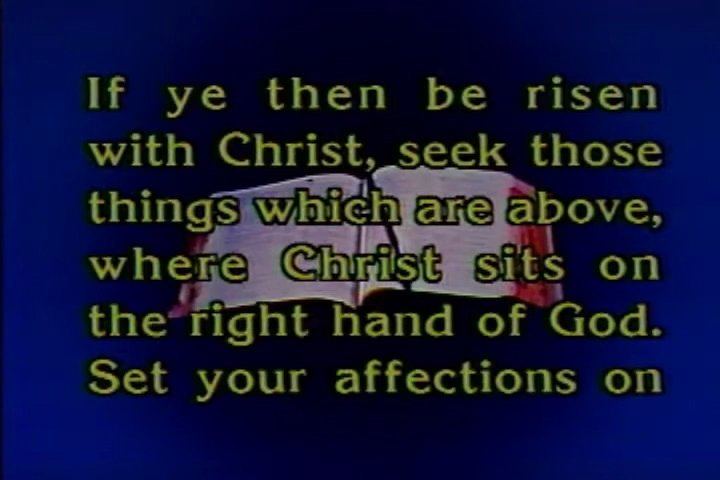 If ye then be risen
with Christ, seek those
things which are above,
where Christ sits on
the right hand of God.
Set your affections on